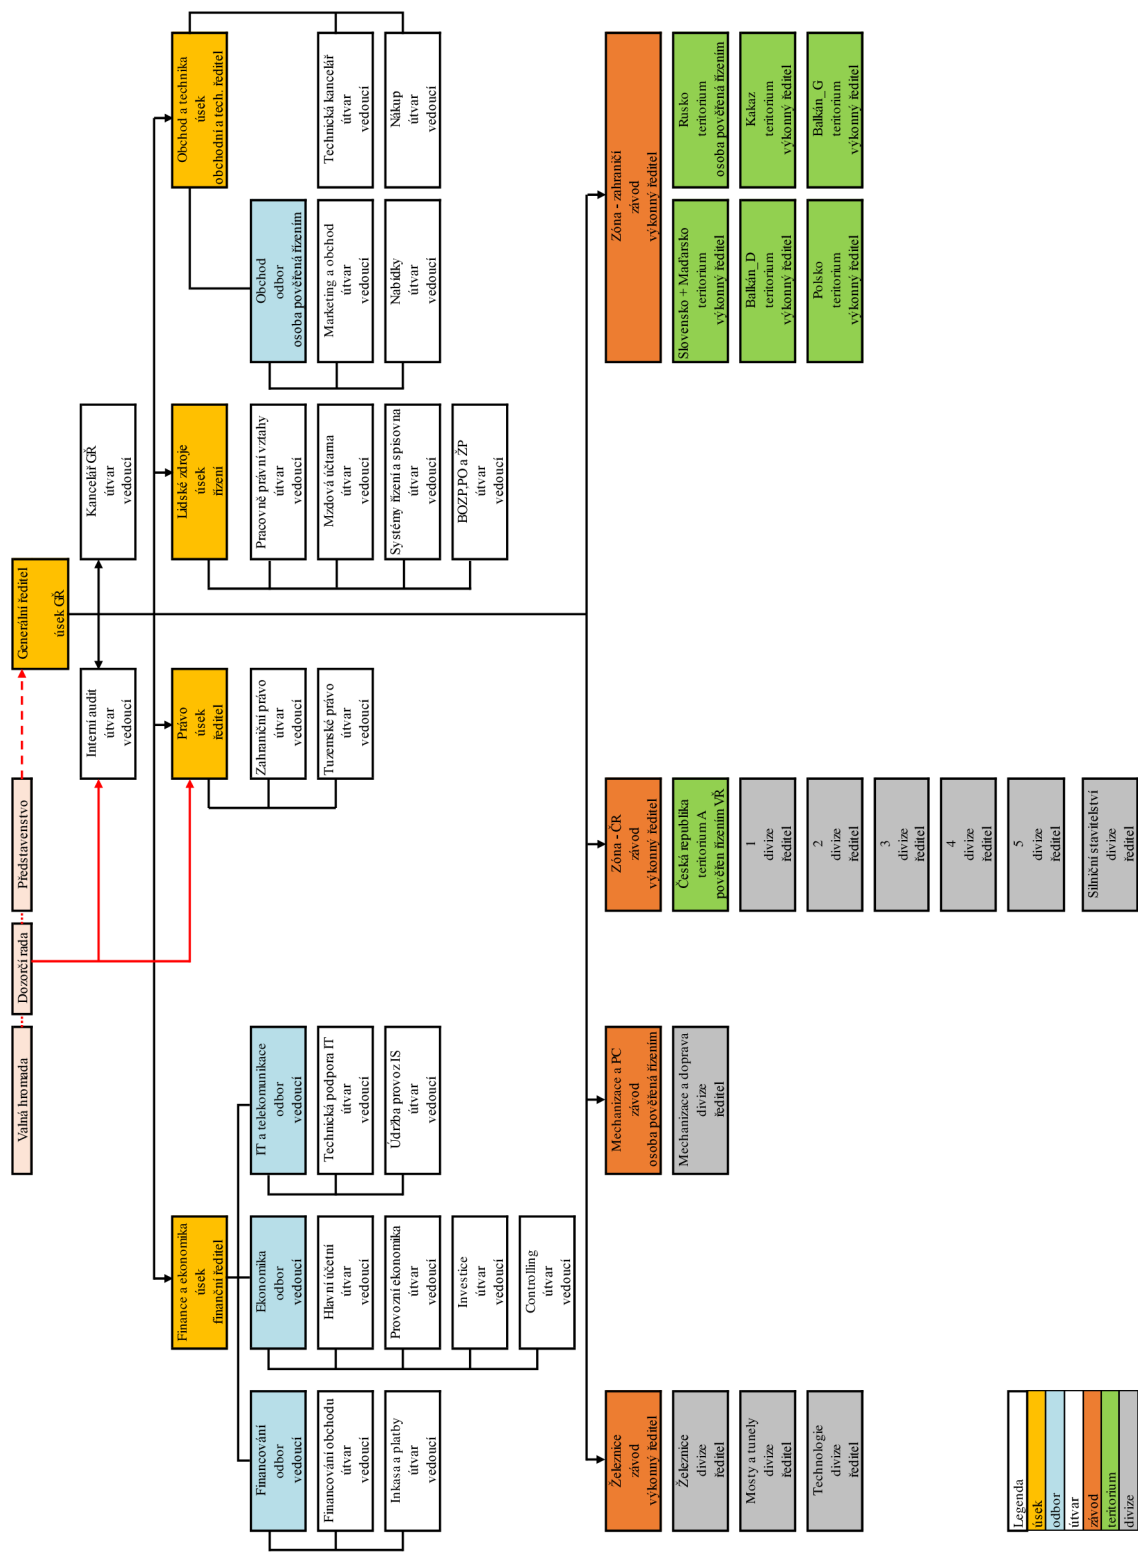 Valná hromada
Dozorčí rada
Představenstvo
Generální ředitel
úsek GŘ
Interní audit
útvar
vedoucí
Kancelář GŘ
útvar
vedoucí
Finance a ekonomika
úsek
finanční ředitel
Právo
úsek
ředitel
Lidské zdroje
úsek
řízení
Obchod a technika
úsek
obchodní a tech. ředitel
Financování
odbor
vedoucí
Financování obchodu
útvar
vedoucí
Inkasa a platby
útvar
vedoucí
Ekonomika
odbor
vedoucí
Hlavní účetní
útvar
vedoucí
Provozní ekonomika
útvar
vedoucí
Investice
útvar
vedoucí
Controlling
útvar
vedoucí
IT a telekomunikace
odbor
vedoucí
Technická podpora IT
útvar
vedoucí
Údržba provoz IS
útvar
vedoucí
Zahraniční právo
útvar
vedoucí
Tuzemské právo
útvar
vedoucí
Pracovně právní vztahy
útvar
vedoucí
Mzdová účtárna
útvar
vedoucí
Systémy řízení a spisovna
útvar
vedoucí
BOZP,PO a ŽP
útvar
vedoucí
Obchod
odbor
osoba pověřená řízením
Marketing a obchod
útvar
vedoucí
Nabídky
útvar
vedoucí
Technická kancelář
útvar
vedoucí
Nákup
útvar
vedoucí
Železnice
závod
výkonný ředitel
Železnice
divize
ředitel
Mosty a tunely
divize
ředitel
Technologie
divize
ředitel
Mechanizace a PC
závod
osoba pověřená řízením
Mechanizace a doprava
divize
ředitel
Zóna - ČR
závod
výkonný ředitel
Česká republika
teritorium A
pověřen řízením VŘ
1
divize
ředitel
2
divize
ředitel
3
divize
ředitel
4
divize
ředitel
5
divize
ředitel
Silniční stavitelství
divize
ředitel
Zóna - zahraničí
závod
výkonný ředitel
Slovensko + Maďarsko
teritorium
výkonný ředitel
Rusko
teritorium
osoba pověřená řízením
Balkán_D
teritorium
výkonný ředitel
Kakaz
teritorium
výkonný ředitel
Polsko
teritorium
výkonný ředitel
Balkán_G
teritorium
výkonný ředitel
Legenda
úsek
odbor
útvar
závod
teritorium
divize